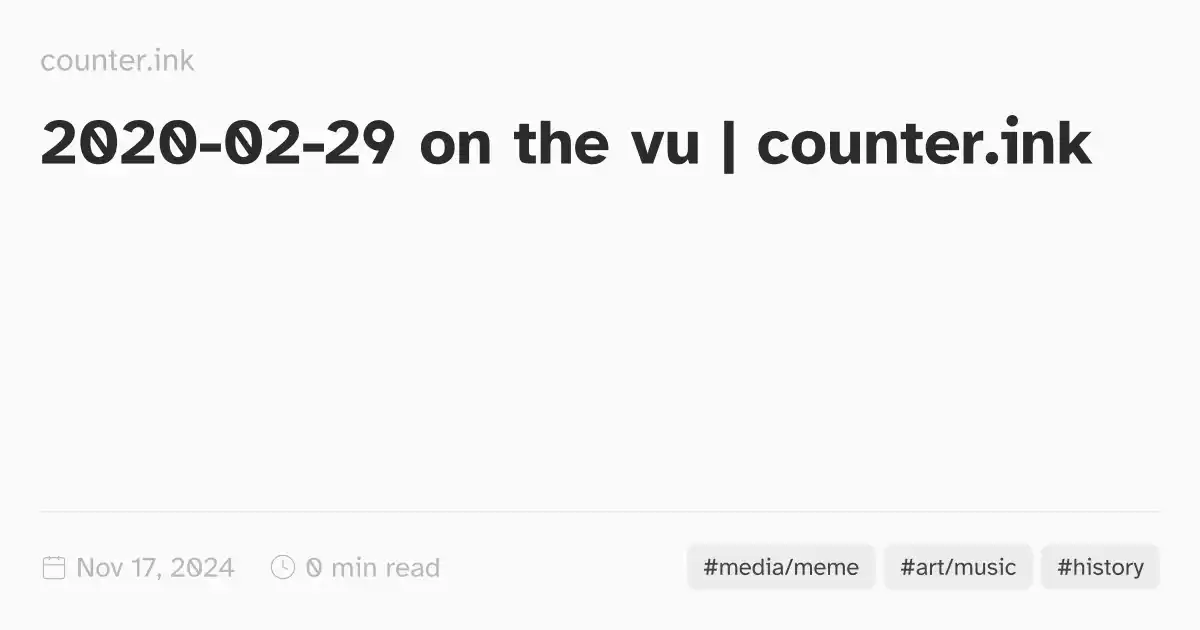 counter.ink
2020-02-29 on the vu | counter.ink
Nov 17, 2024 0 min read #media/meme #art/music #history